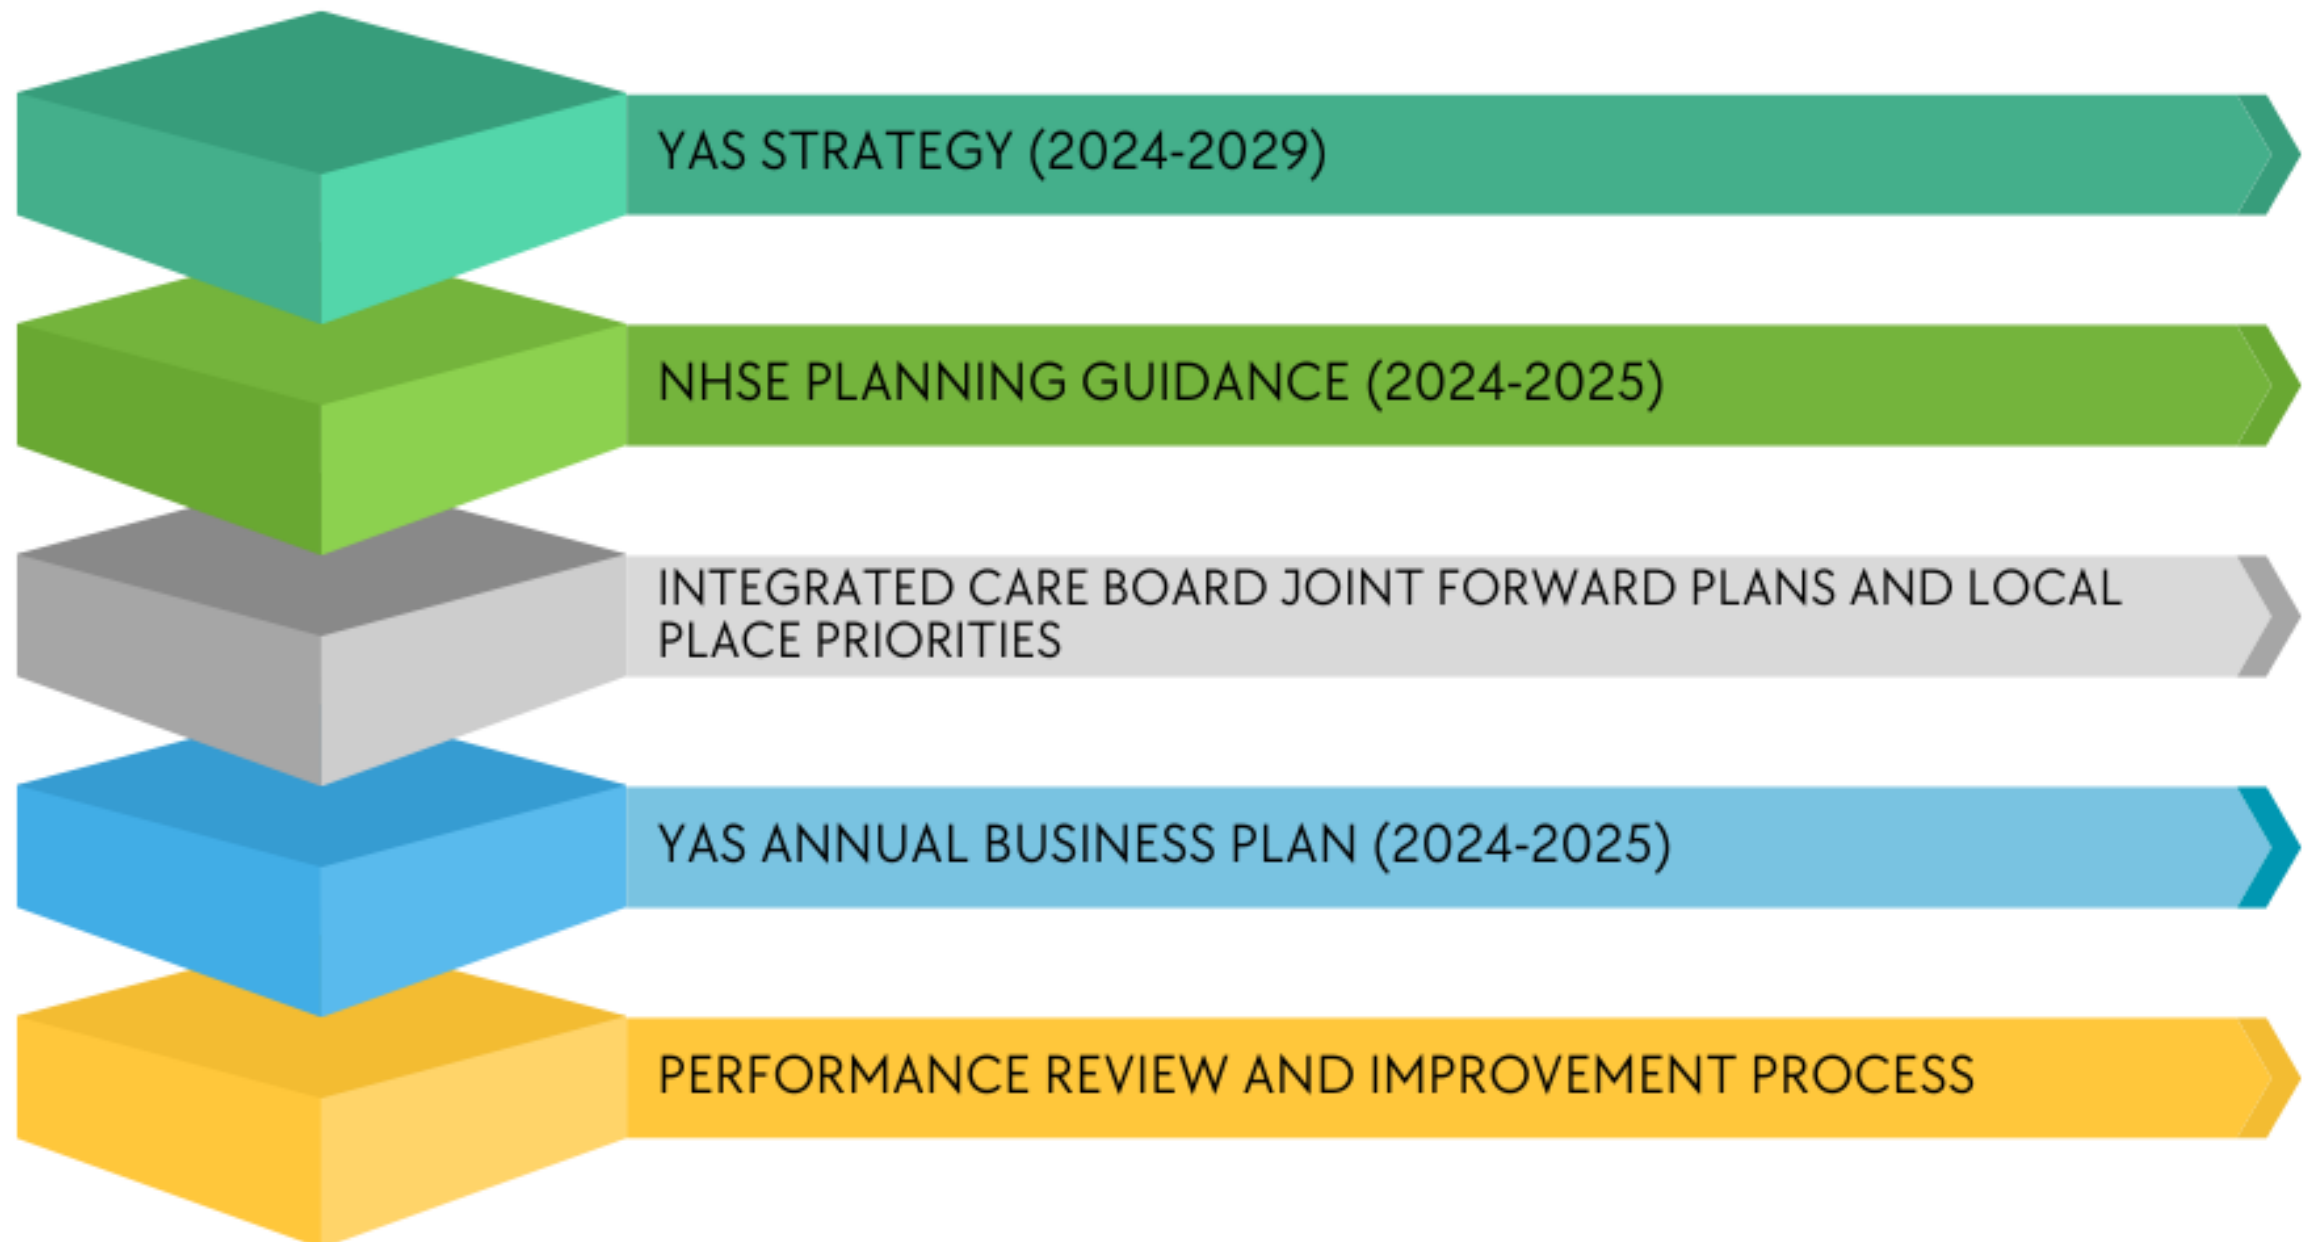 YAS STRATEGY (2024-2029)
NHSE PLANNING GUIDANCE (2024-2025)
INTEGRATED CARE BOARD JOINT FORWARD PLANS AND LOCAL
PLACE PRIORITIES
YAS ANNUAL BUSINESS PLAN (2024-2025)
PERFORMANCE REVIEW AND IMPROVEMENT PROCESS